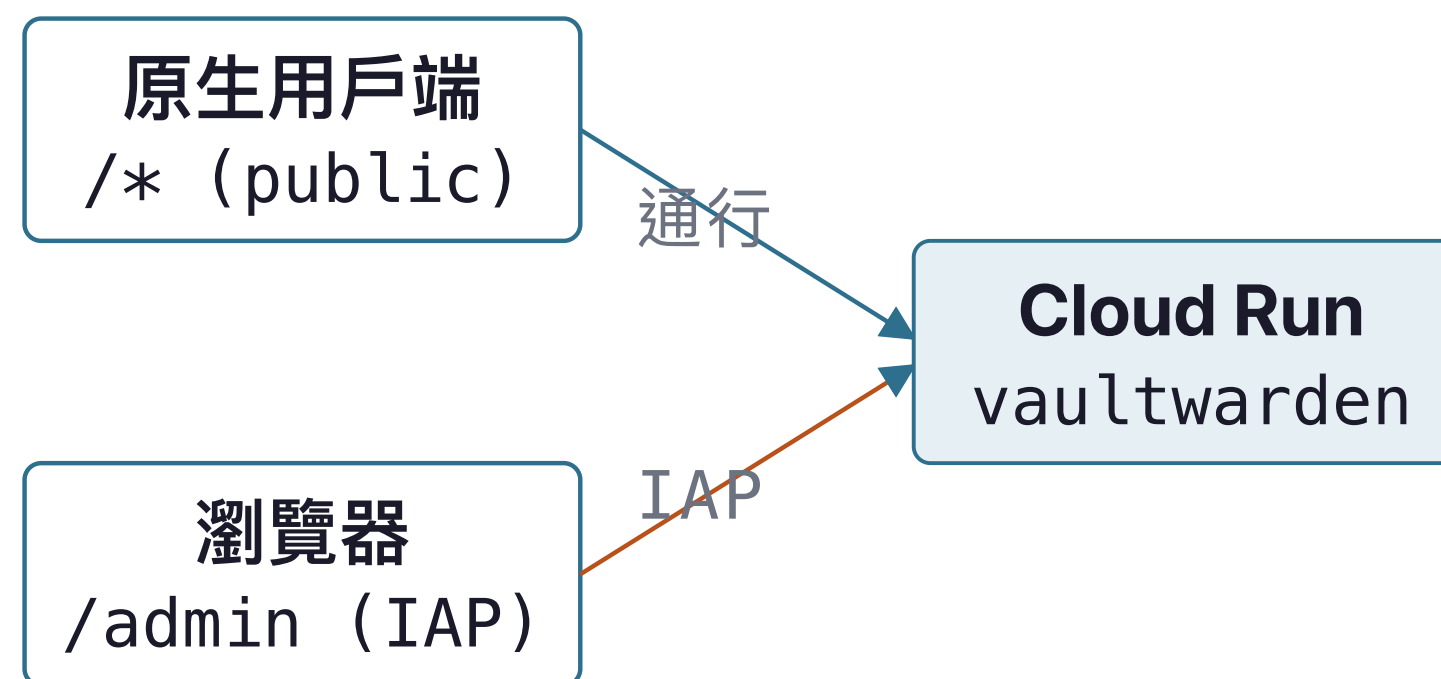 原生用戶端
/* (public)
通行
Cloud Run
vaultwarden
IAP
瀏覽器
/admin (IAP)